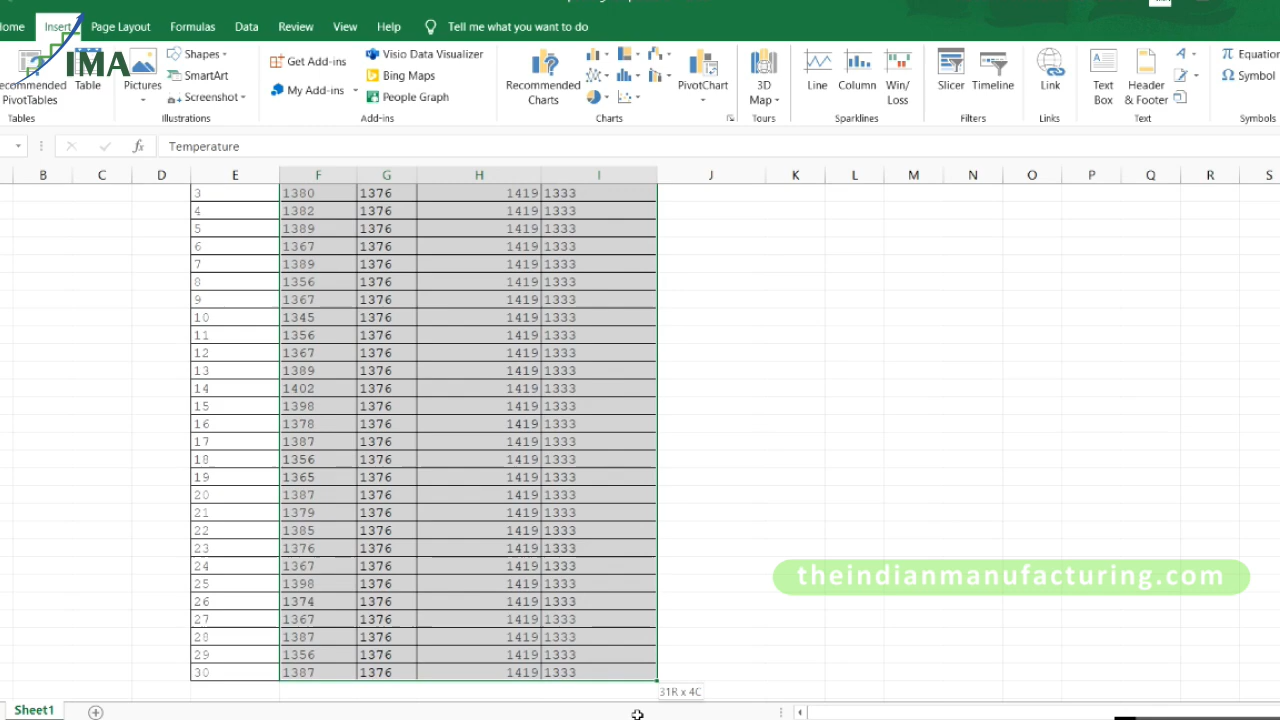 Home Insert Page Layout Formulas Data Review View Help Tell me what you want to do
IMA
Recommended PivotTables
Table
Pictures
Shapes
SmartArt
Screenshot
Get Add-ins
My Add-ins
Visio Data Visualizer
Bing Maps
People Graph
Recommended Charts
PivotChart
3D Map
Line
Column
Win/Loss
Slicer
Timeline
Link
Text Box
Header & Footer
Equation
Symbol
Tables Illustrations Add-ins Charts Tours Sparklines Filters Links Text Symbols
fx Temperature
B C D E F G H I J K L M N O P Q R S
3 1380 1376 1419 1333
4 1382 1376 1419 1333
5 1389 1376 1419 1333
6 1367 1376 1419 1333
7 1389 1376 1419 1333
8 1356 1376 1419 1333
9 1367 1376 1419 1333
10 1345 1376 1419 1333
11 1356 1376 1419 1333
12 1367 1376 1419 1333
13 1389 1376 1419 1333
14 1402 1376 1419 1333
15 1398 1376 1419 1333
16 1378 1376 1419 1333
17 1387 1376 1419 1333
18 1356 1376 1419 1333
19 1365 1376 1419 1333
20 1387 1376 1419 1333
21 1379 1376 1419 1333
22 1385 1376 1419 1333
23 1376 1376 1419 1333
24 1367 1376 1419 1333
25 1398 1376 1419 1333
26 1374 1376 1419 1333
27 1367 1376 1419 1333
28 1387 1376 1419 1333
29 1356 1376 1419 1333
30 1387 1376 1419 1333
theindianmanufacturing.com
31R x 4C
Sheet1